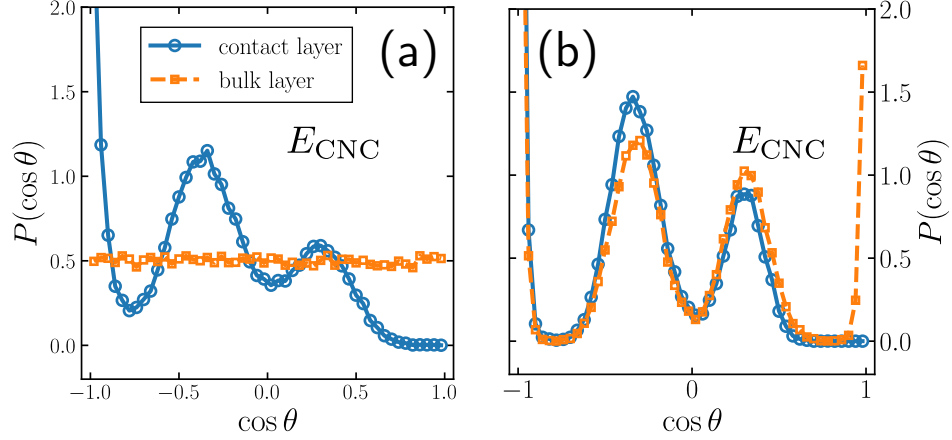 2.0
1.5
1.0
0.5
0.0
P(cos θ)
contact layer
bulk layer
(a)
E_CNC
−1.0 −0.5 0.0 0.5 1.0
cos θ
(b)
E_CNC
2.0
1.5
1.0
0.5
0.0
P(cos θ)
−1 0 1
cos θ